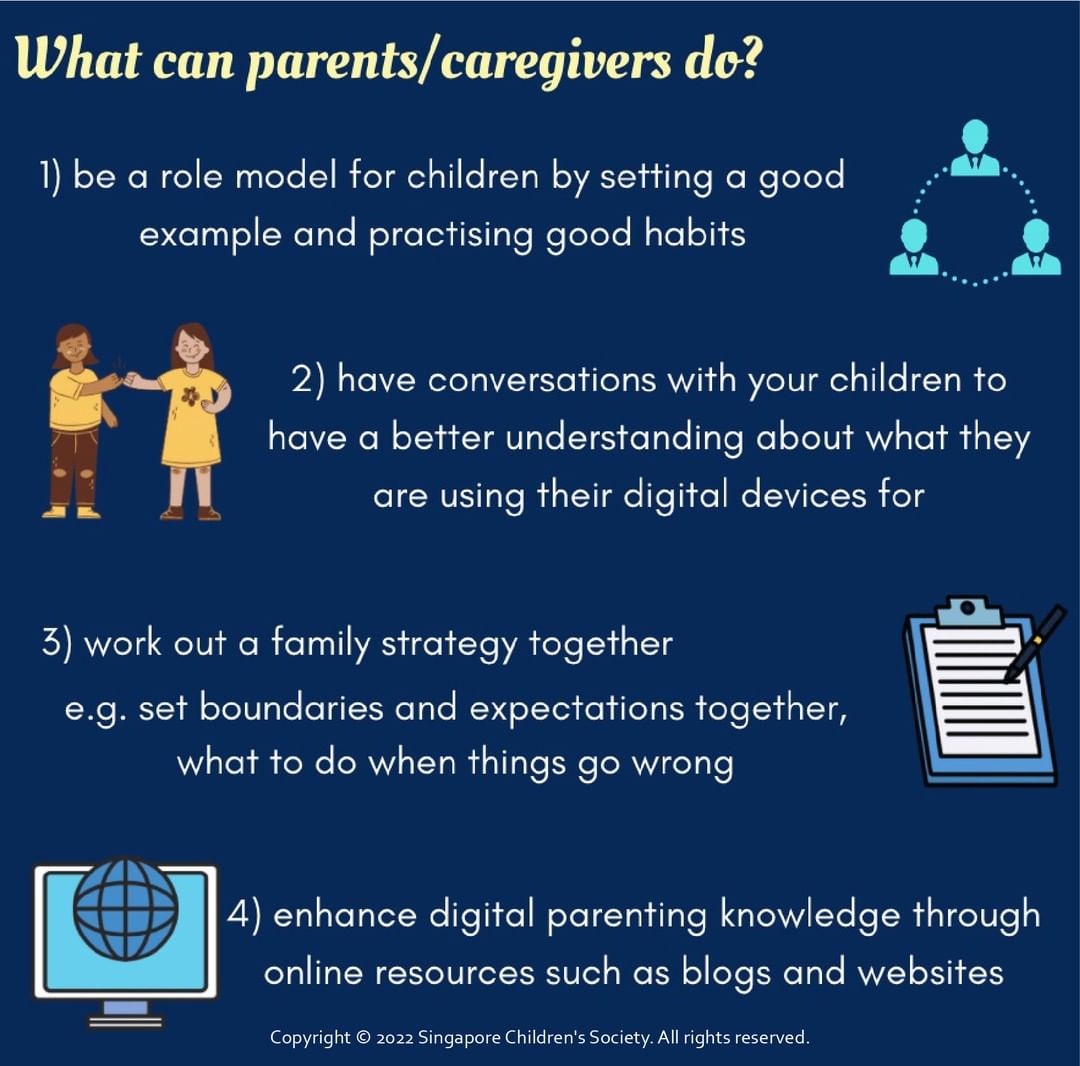 What can parents/caregivers do?
1) be a role model for children by setting a good
example and practising good habits
2) have conversations with your children to
have a better understanding about what they
are using their digital devices for
3) work out a family strategy together
e.g. set boundaries and expectations together,
what to do when things go wrong
4) enhance digital parenting knowledge through
online resources such as blogs and websites
Copyright © 2022 Singapore Children's Society. All rights reserved.